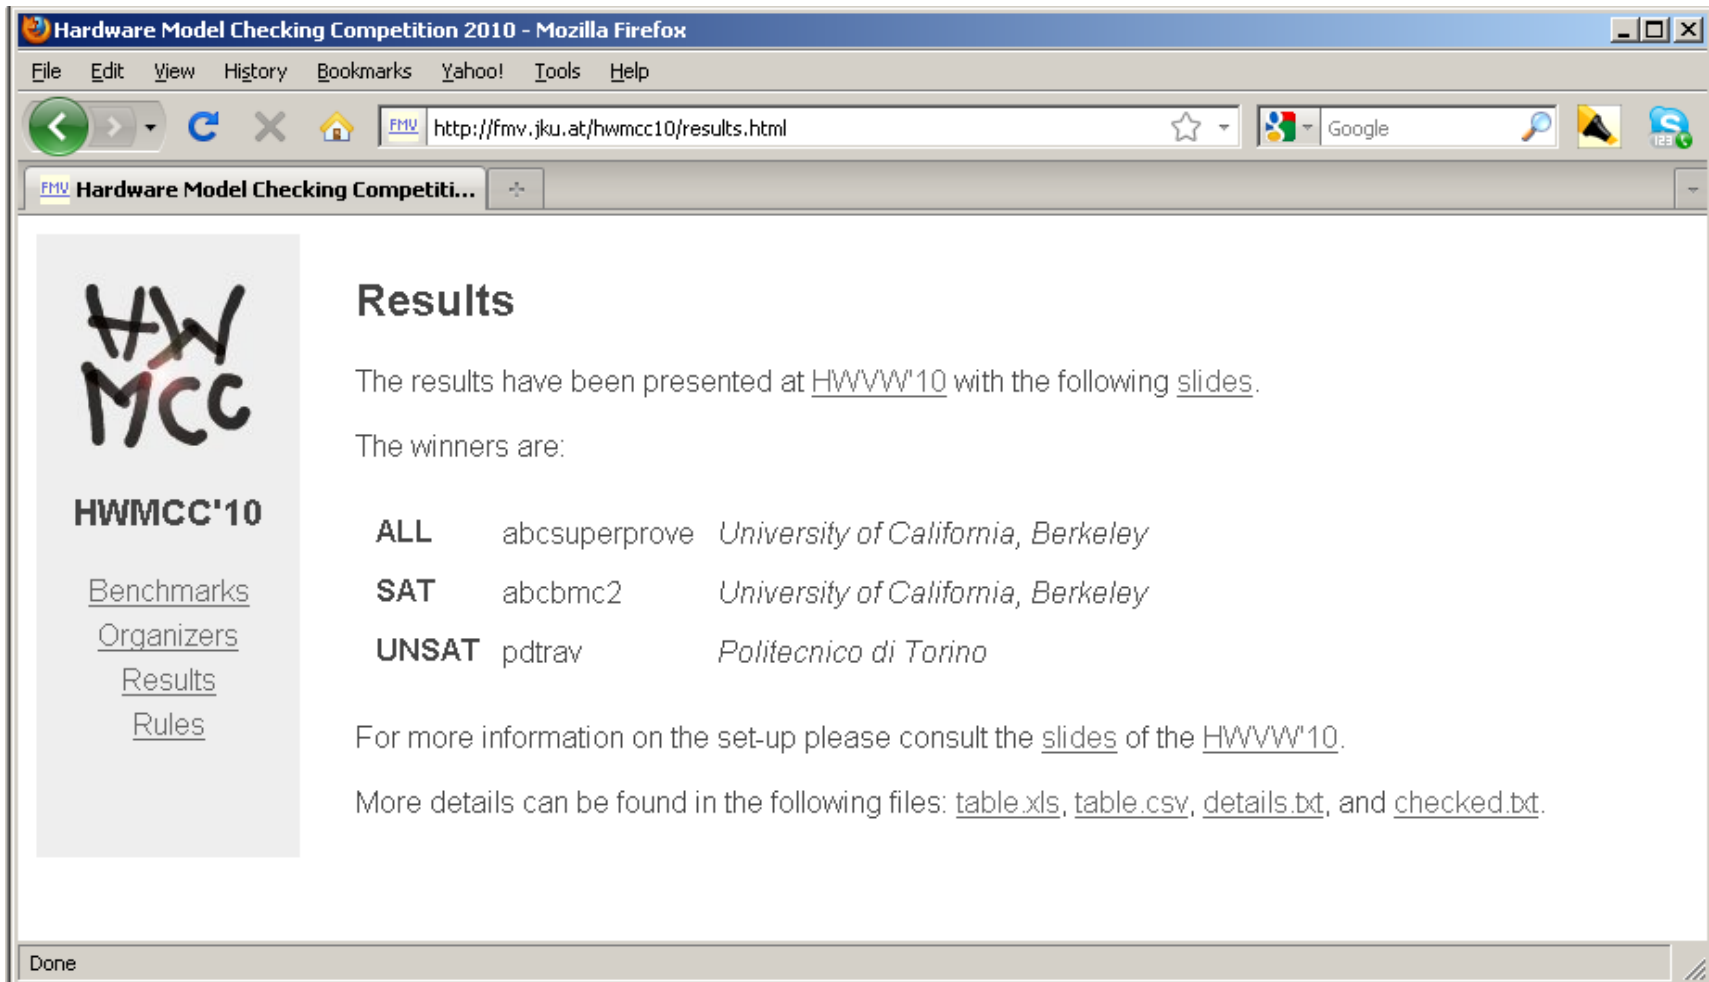 Hardware Model Checking Competition 2010 - Mozilla Firefox
File Edit View History Bookmarks Yahoo! Tools Help
FMV http://fmv.jku.at/hwmcc10/results.html Google 123
FMV Hardware Model Checking Competiti...
HW
MCC
HWMCC'10
Benchmarks
Organizers
Results
Rules
Results
The results have been presented at HWVW'10 with the following slides.
The winners are:
ALL abcsuperprove University of California, Berkeley
SAT abcbmc2 University of California, Berkeley
UNSAT pdtrav Politecnico di Torino
For more information on the set-up please consult the slides of the HWVW'10.
More details can be found in the following files: table.xls, table.csv, details.txt, and checked.txt.
Done